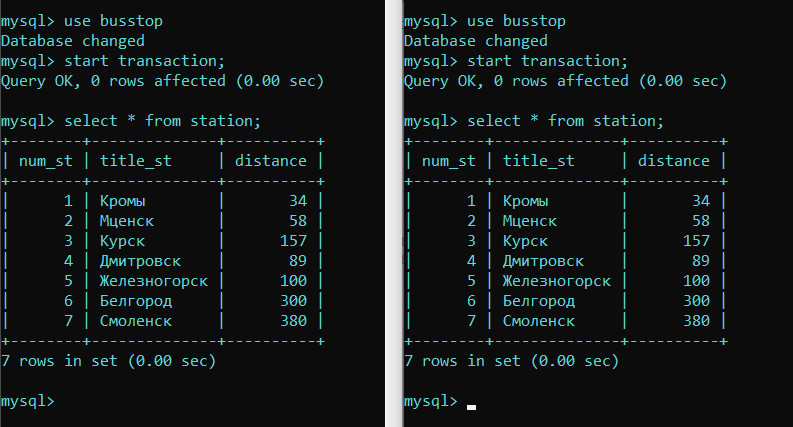 mysql> use busstop
Database changed
mysql> start transaction;
Query OK, 0 rows affected (0.00 sec)
mysql> select * from station;
+--------+--------------+----------+
| num_st | title_st     | distance |
+--------+--------------+----------+
|      1 | Кромы        |       34 |
|      2 | Мценск       |       58 |
|      3 | Курск        |      157 |
|      4 | Дмитровск    |       89 |
|      5 | Железногорск |      100 |
|      6 | Белгород     |      300 |
|      7 | Смоленск     |      380 |
+--------+--------------+----------+
7 rows in set (0.00 sec)
mysql>
mysql> use busstop
Database changed
mysql> start transaction;
Query OK, 0 rows affected (0.00 sec)
mysql> select * from station;
+--------+--------------+----------+
| num_st | title_st     | distance |
+--------+--------------+----------+
|      1 | Кромы        |       34 |
|      2 | Мценск       |       58 |
|      3 | Курск        |      157 |
|      4 | Дмитровск    |       89 |
|      5 | Железногорск |      100 |
|      6 | Белгород     |      300 |
|      7 | Смоленск     |      380 |
+--------+--------------+----------+
7 rows in set (0.00 sec)
mysql>